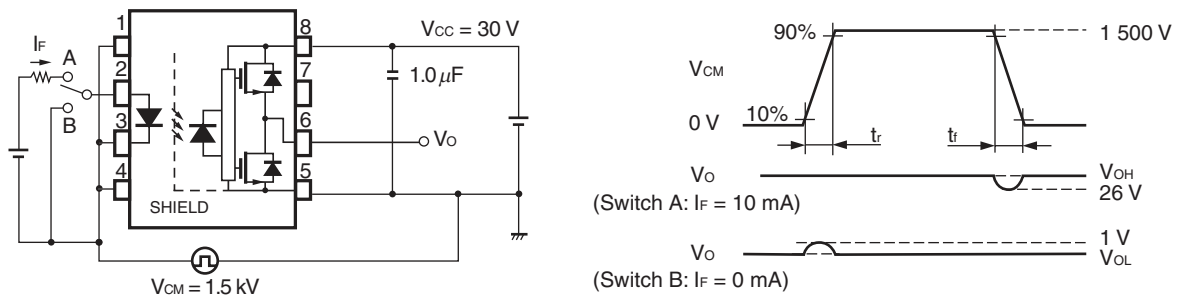 1
8
VCC = 30 V
IF
A
2
7
1.0 μF
B
3
6
VO
4
5
SHIELD
VCM = 1.5 kV
90%
1 500 V
VCM
10%
0 V
tr
tf
VO
VOH
26 V
(Switch A: IF = 10 mA)
1 V
VO
VOL
(Switch B: IF = 0 mA)